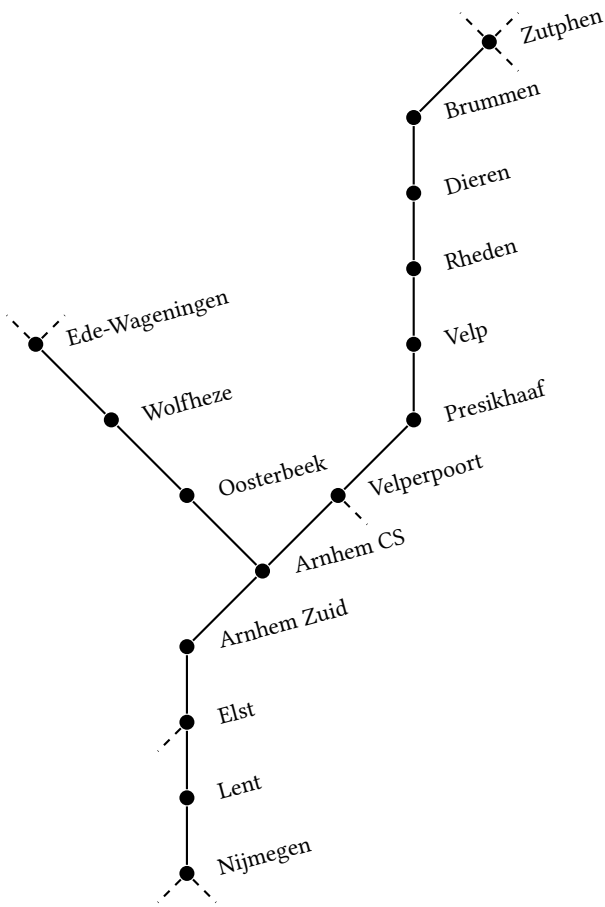 Zutphen
Brummen
Dieren
Rheden
Ede-Wageningen
Velp
Wolfheze
Presikhaaf
Oosterbeek
Velperpoort
Arnhem CS
Arnhem Zuid
Elst
Lent
Nijmegen